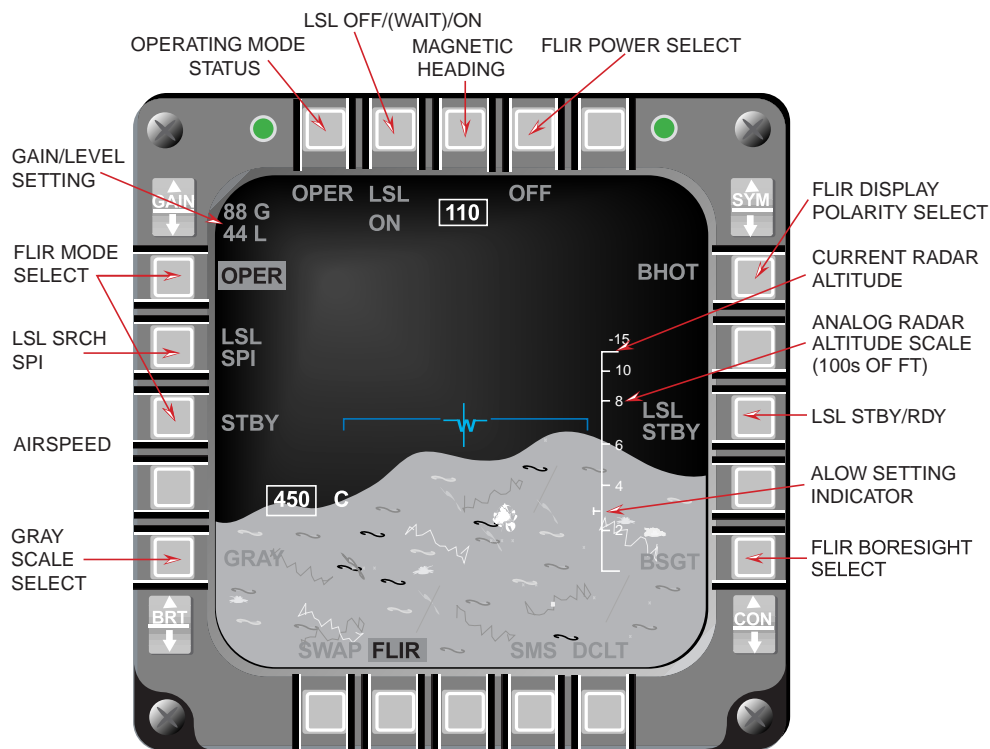 LSL OFF/(WAIT)/ON
OPERATING MODE
STATUS
MAGNETIC
HEADING
FLIR POWER SELECT
GAIN/LEVEL
SETTING
FLIR MODE
SELECT
LSL SRCH
SPI
AIRSPEED
GRAY
SCALE
SELECT
GAIN
SYM
BRT
CON
OPER
LSL
ON
110
OFF
88 G
44 L
OPER
LSL
SPI
STBY
450
C
GRAY
BHOT
-15
10
8
6
4
2
LSL
STBY
W
BSGT
SWAP
FLIR
SMS
DCLT
FLIR DISPLAY
POLARITY SELECT
CURRENT RADAR
ALTITUDE
ANALOG RADAR
ALTITUDE SCALE
(100s OF FT)
LSL STBY/RDY
ALOW SETTING
INDICATOR
FLIR BORESIGHT
SELECT